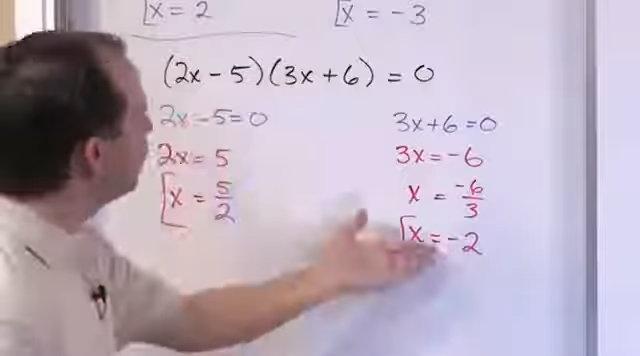 x = 2
x = -3
(2x - 5)(3x + 6) = 0
2x - 5 = 0
2x = 5
x = 5/2
3x + 6 = 0
3x = -6
x = -6/3
x = -2